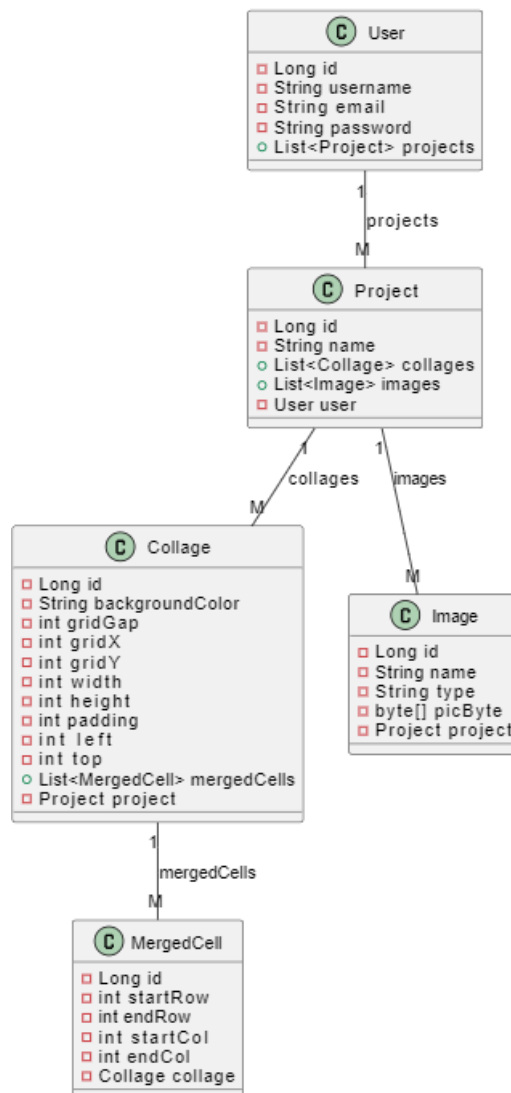 C User
Long id
String username
String email
String password
List<Project> projects
1
projects
M
C Project
Long id
String name
List<Collage> collages
List<Image> images
User user
1
1
collages
images
M
M
C Collage
Long id
String backgroundColor
int gridGap
int gridX
int gridY
int width
int height
int padding
int left
int top
List<MergedCell> mergedCells
Project project
C Image
Long id
String name
String type
byte[] picByte
Project project
1
mergedCells
M
C MergedCell
Long id
int startRow
int endRow
int startCol
int endCol
Collage collage